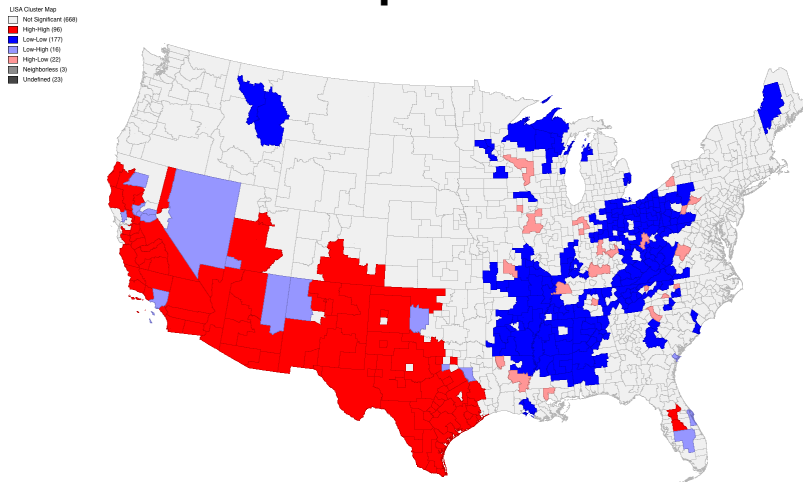 LISA Cluster Map
Not Significant (668)
High-High (96)
Low-Low (177)
Low-High (16)
High-Low (22)
Neighborless (3)
Undefined (23)